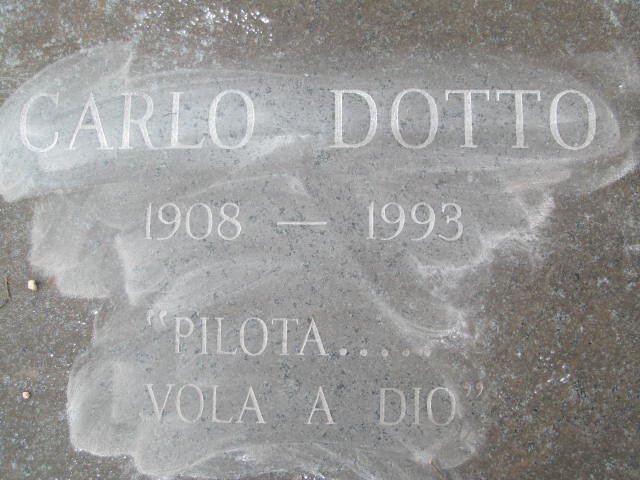 CARLO DOTTO
1908 — 1993
"PILOTA.....
VOLA A DIO"